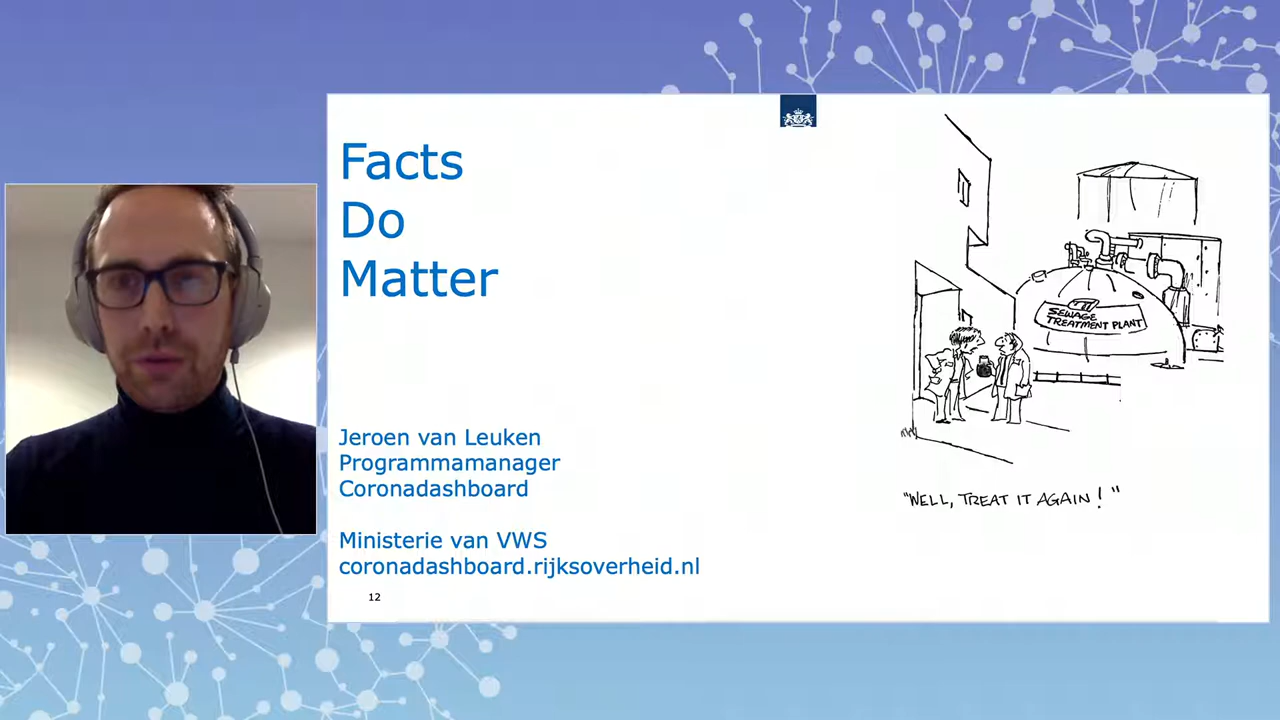 Facts
Do
Matter
Jeroen van Leuken
Programmamanager
Coronadashboard
Ministerie van VWS
coronadashboard.rijksoverheid.nl
12
SEWAGE
TREATMENT PLANT
"WELL, TREAT IT AGAIN!"